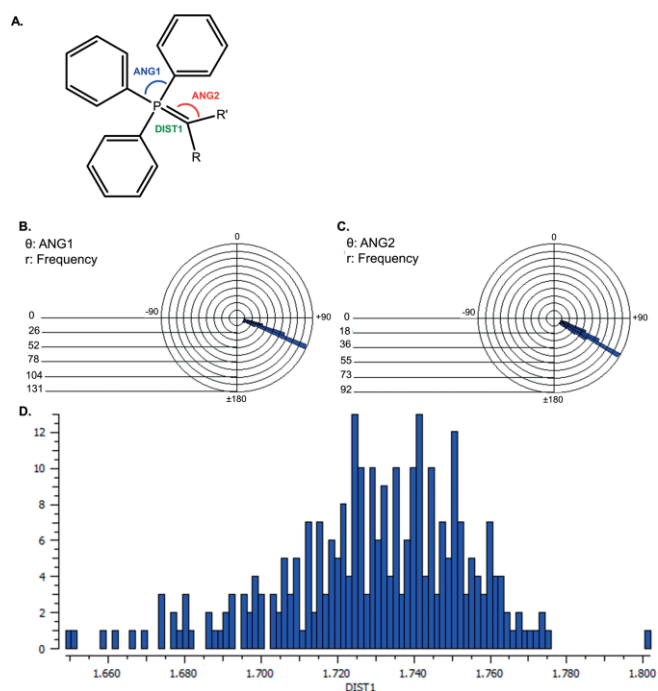 A.
ANG1
ANG2
P
R'
DIST1
R
B.
θ: ANG1
r: Frequency
0
-90
+90
0
26
52
78
104
131
±180
C.
θ: ANG2
r: Frequency
0
-90
+90
0
18
36
55
73
92
±180
D.
12
10
8
6
4
2
0
1.660 1.680 1.700 1.720 1.740 1.760 1.780 1.800
DIST1